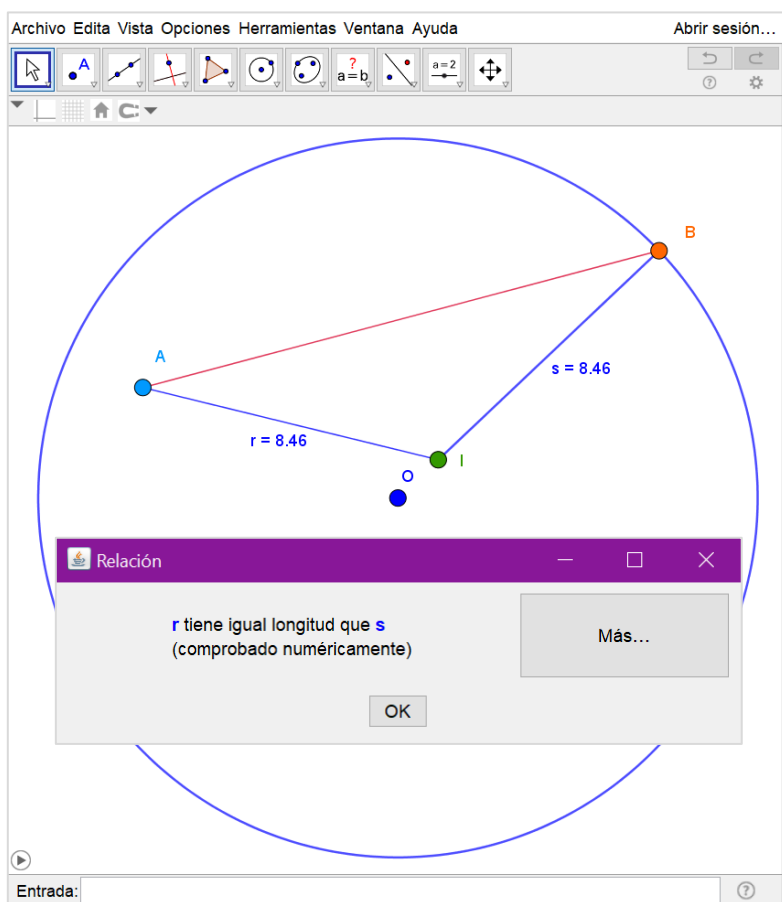 Archivo Edita Vista Opciones Herramientas Ventana Ayuda Abrir sesión...
A ? a=b a=2
B
A
s = 8.46
r = 8.46
I
O
Relación
r tiene igual longitud que s
(comprobado numéricamente)
Más...
OK
Entrada: